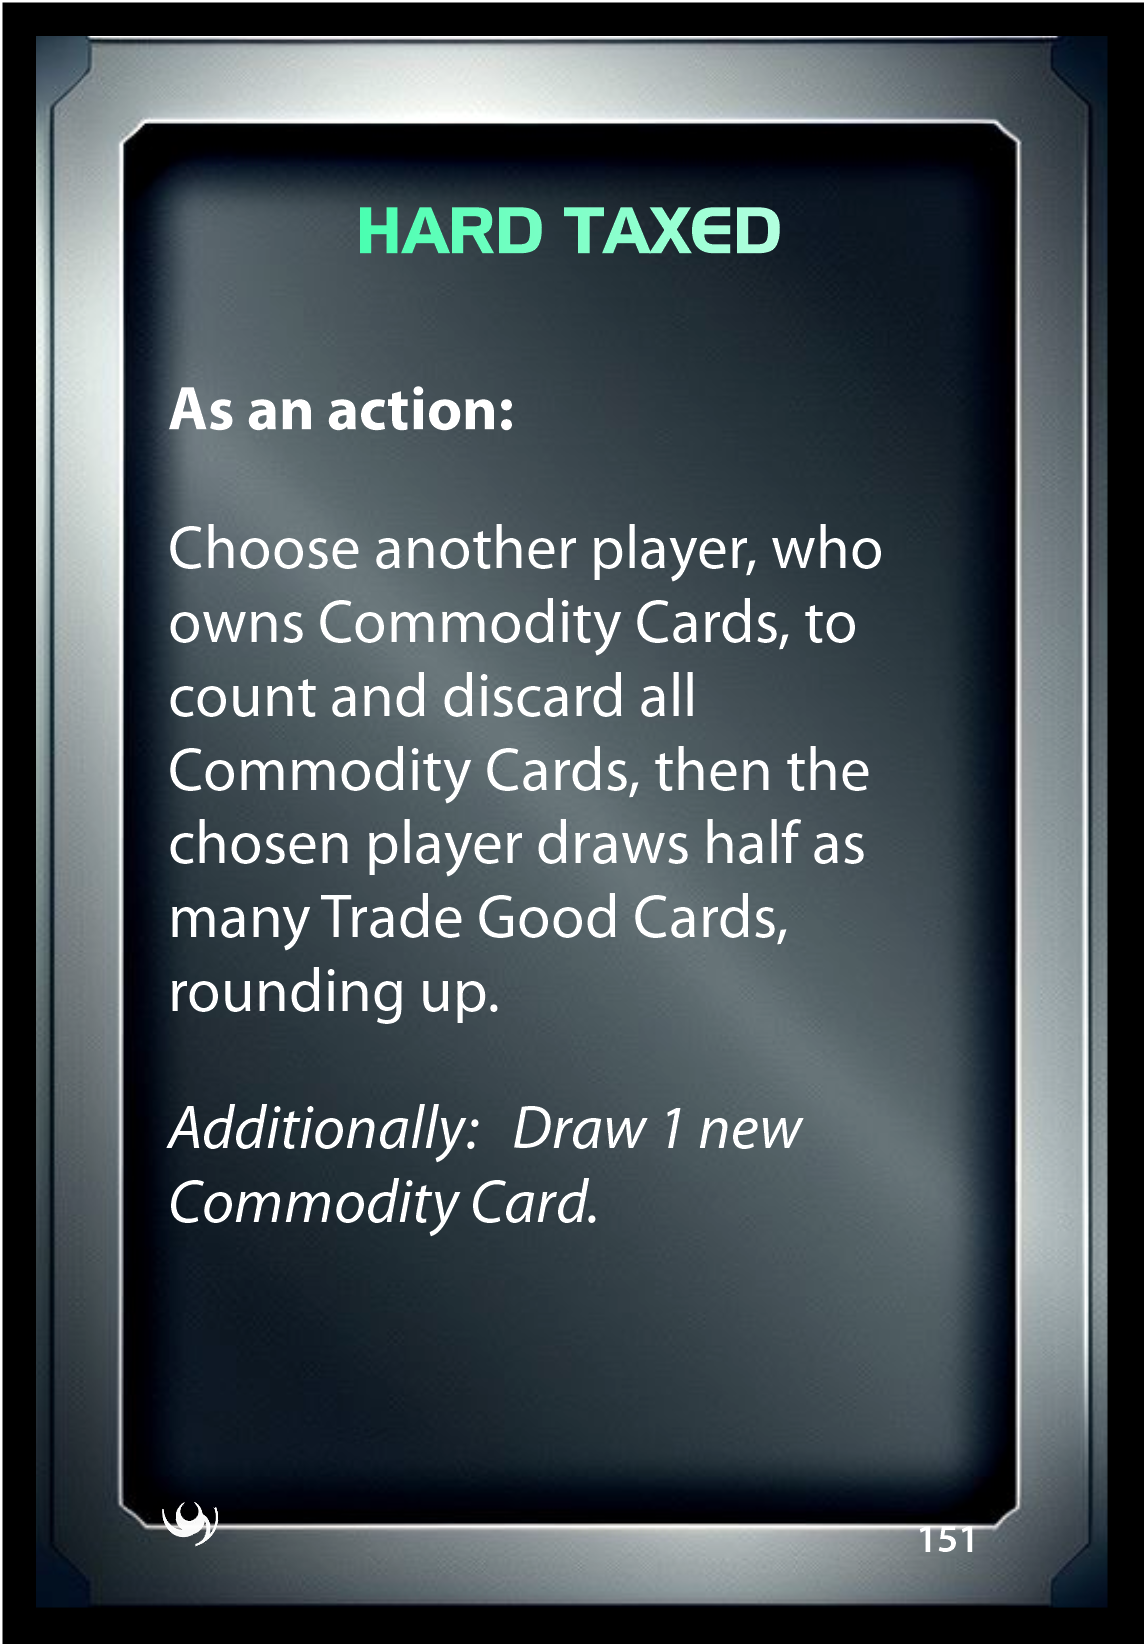 HARD TAXED
As an action:
Choose another player, who
owns Commodity Cards, to
count and discard all
Commodity Cards, then the
chosen player draws half as
many Trade Good Cards,
rounding up.
Additionally: Draw 1 new
Commodity Card.
151